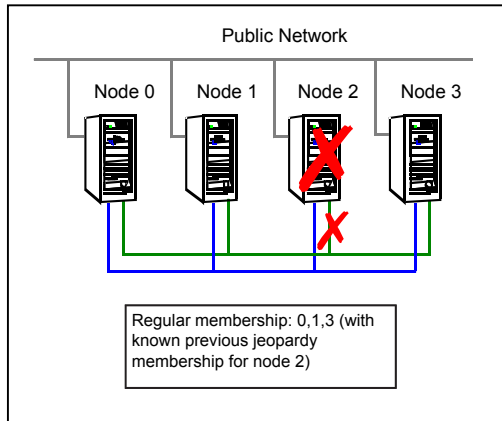 Public Network
Node 0 Node 1 Node 2 Node 3
Regular membership: 0,1,3 (with
known previous jeopardy
membership for node 2)